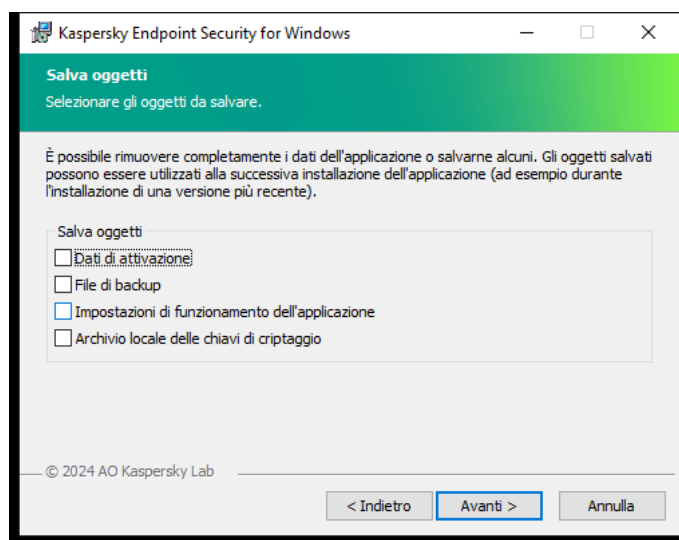 Kaspersky Endpoint Security for Windows
Salva oggetti
Selezionare gli oggetti da salvare.
È possibile rimuovere completamente i dati dell'applicazione o salvarne alcuni. Gli oggetti salvati
possono essere utilizzati alla successiva installazione dell'applicazione (ad esempio durante
l'installazione di una versione più recente).
Salva oggetti
Dati di attivazione
File di backup
Impostazioni di funzionamento dell'applicazione
Archivio locale delle chiavi di criptaggio
© 2024 AO Kaspersky Lab
< Indietro
Avanti >
Annulla